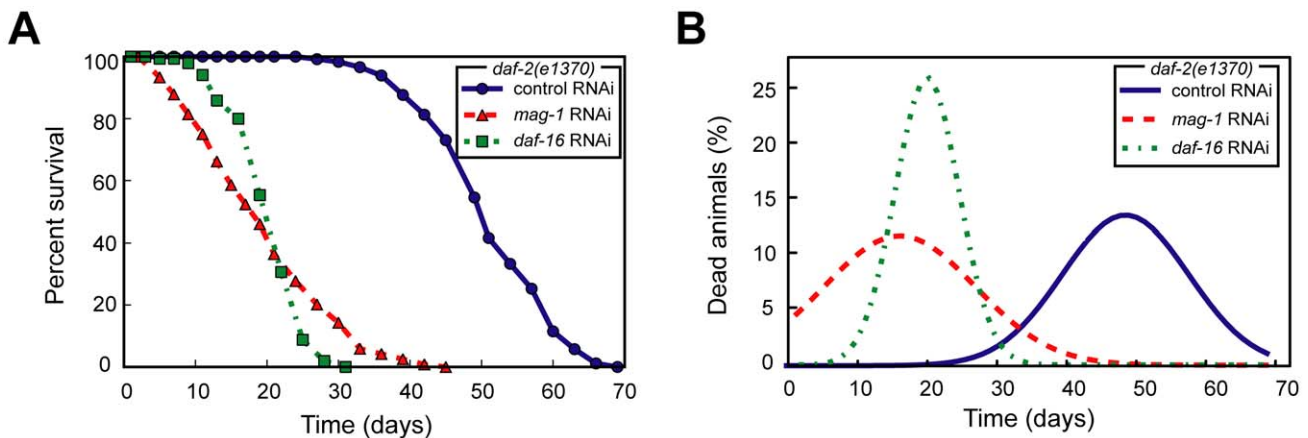 A
Percent survival
100
80
60
40
20
0
0 10 20 30 40 50 60 70
Time (days)
daf-2(e1370)
control RNAi
mag-1 RNAi
daf-16 RNAi
B
Dead animals (%)
25
20
15
10
5
0
0 10 20 30 40 50 60 70
Time (days)
daf-2(e1370)
control RNAi
mag-1 RNAi
daf-16 RNAi